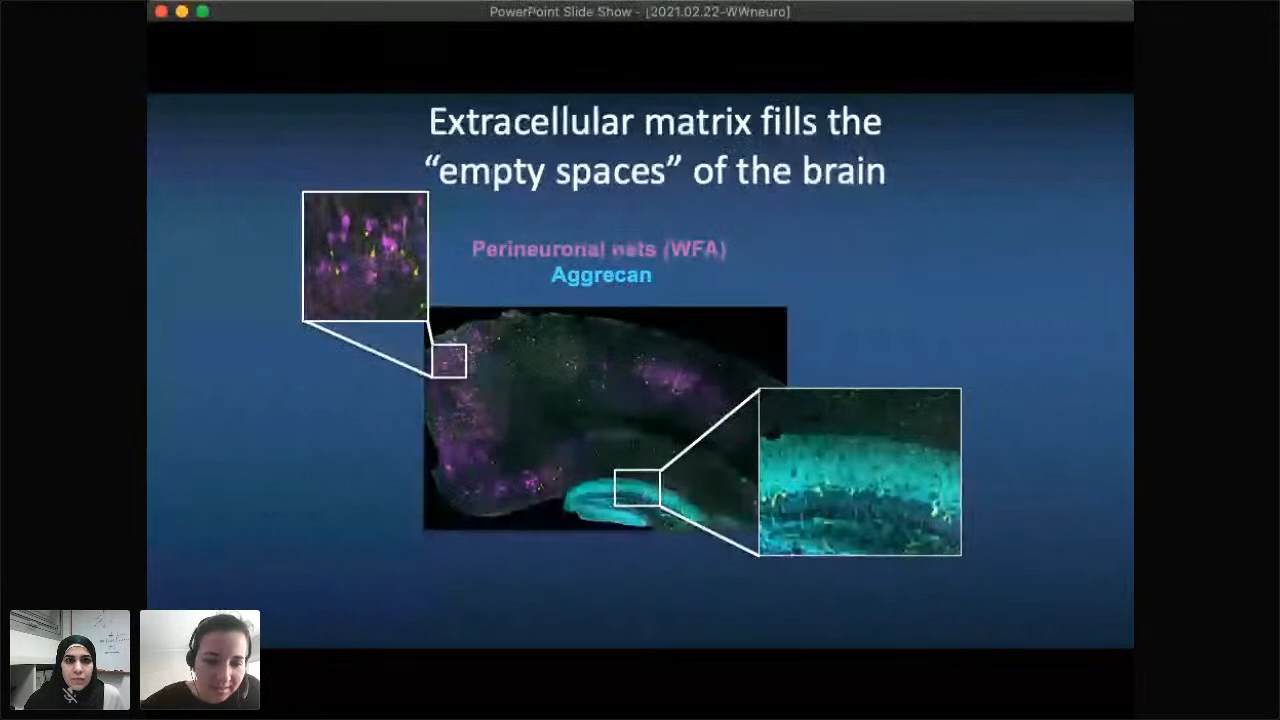 PowerPoint Slide Show - [2021.02.22-WWneuro]
Extracellular matrix fills the
“empty spaces” of the brain
Perineuronal nets (WFA)
Aggrecan